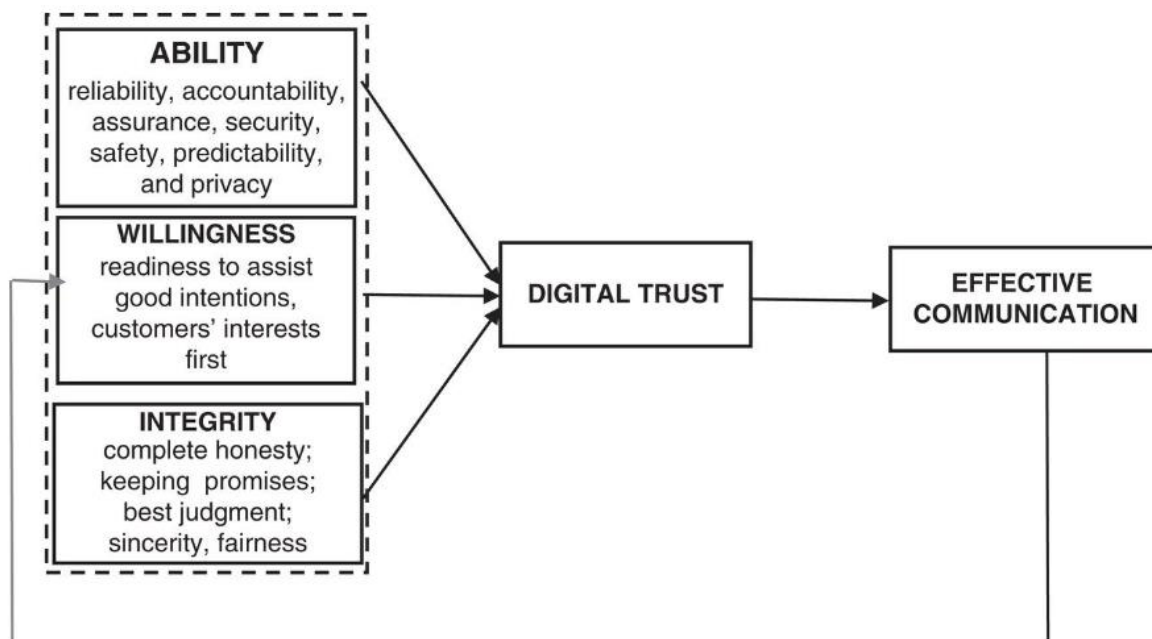 ABILITY
reliability, accountability,
assurance, security,
safety, predictability,
and privacy
WILLINGNESS
readiness to assist
good intentions,
customers’ interests
first
INTEGRITY
complete honesty;
keeping promises;
best judgment;
sincerity, fairness
DIGITAL TRUST
EFFECTIVE
COMMUNICATION